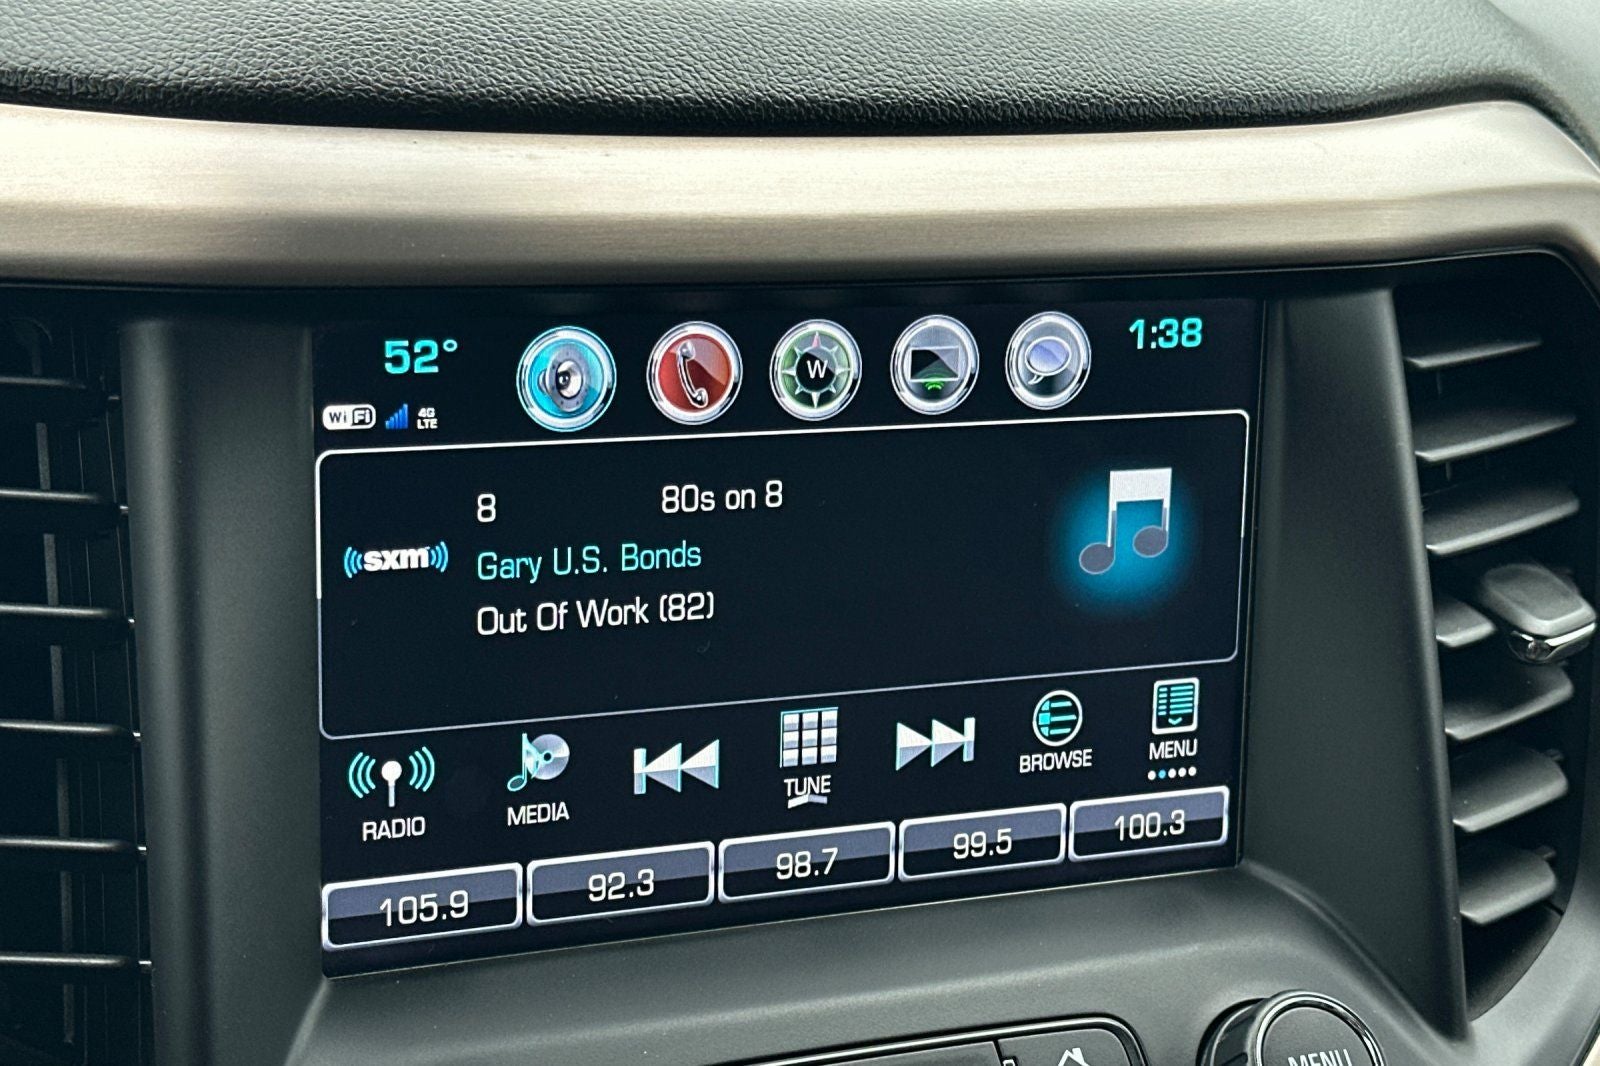 52° 1:38
WiFi 4G LTE
W
8 80s on 8
sxm
Gary U.S. Bonds
Out Of Work (82)
RADIO MEDIA TUNE BROWSE MENU
105.9 92.3 98.7 99.5 100.3
MENU